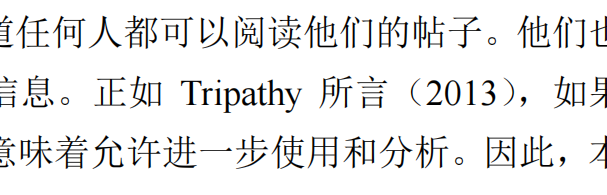 道任何人都可以阅读他们的帖子。他们也
信息。正如 Tripathy 所言（2013），如果
意味着允许进一步使用和分析。因此，本